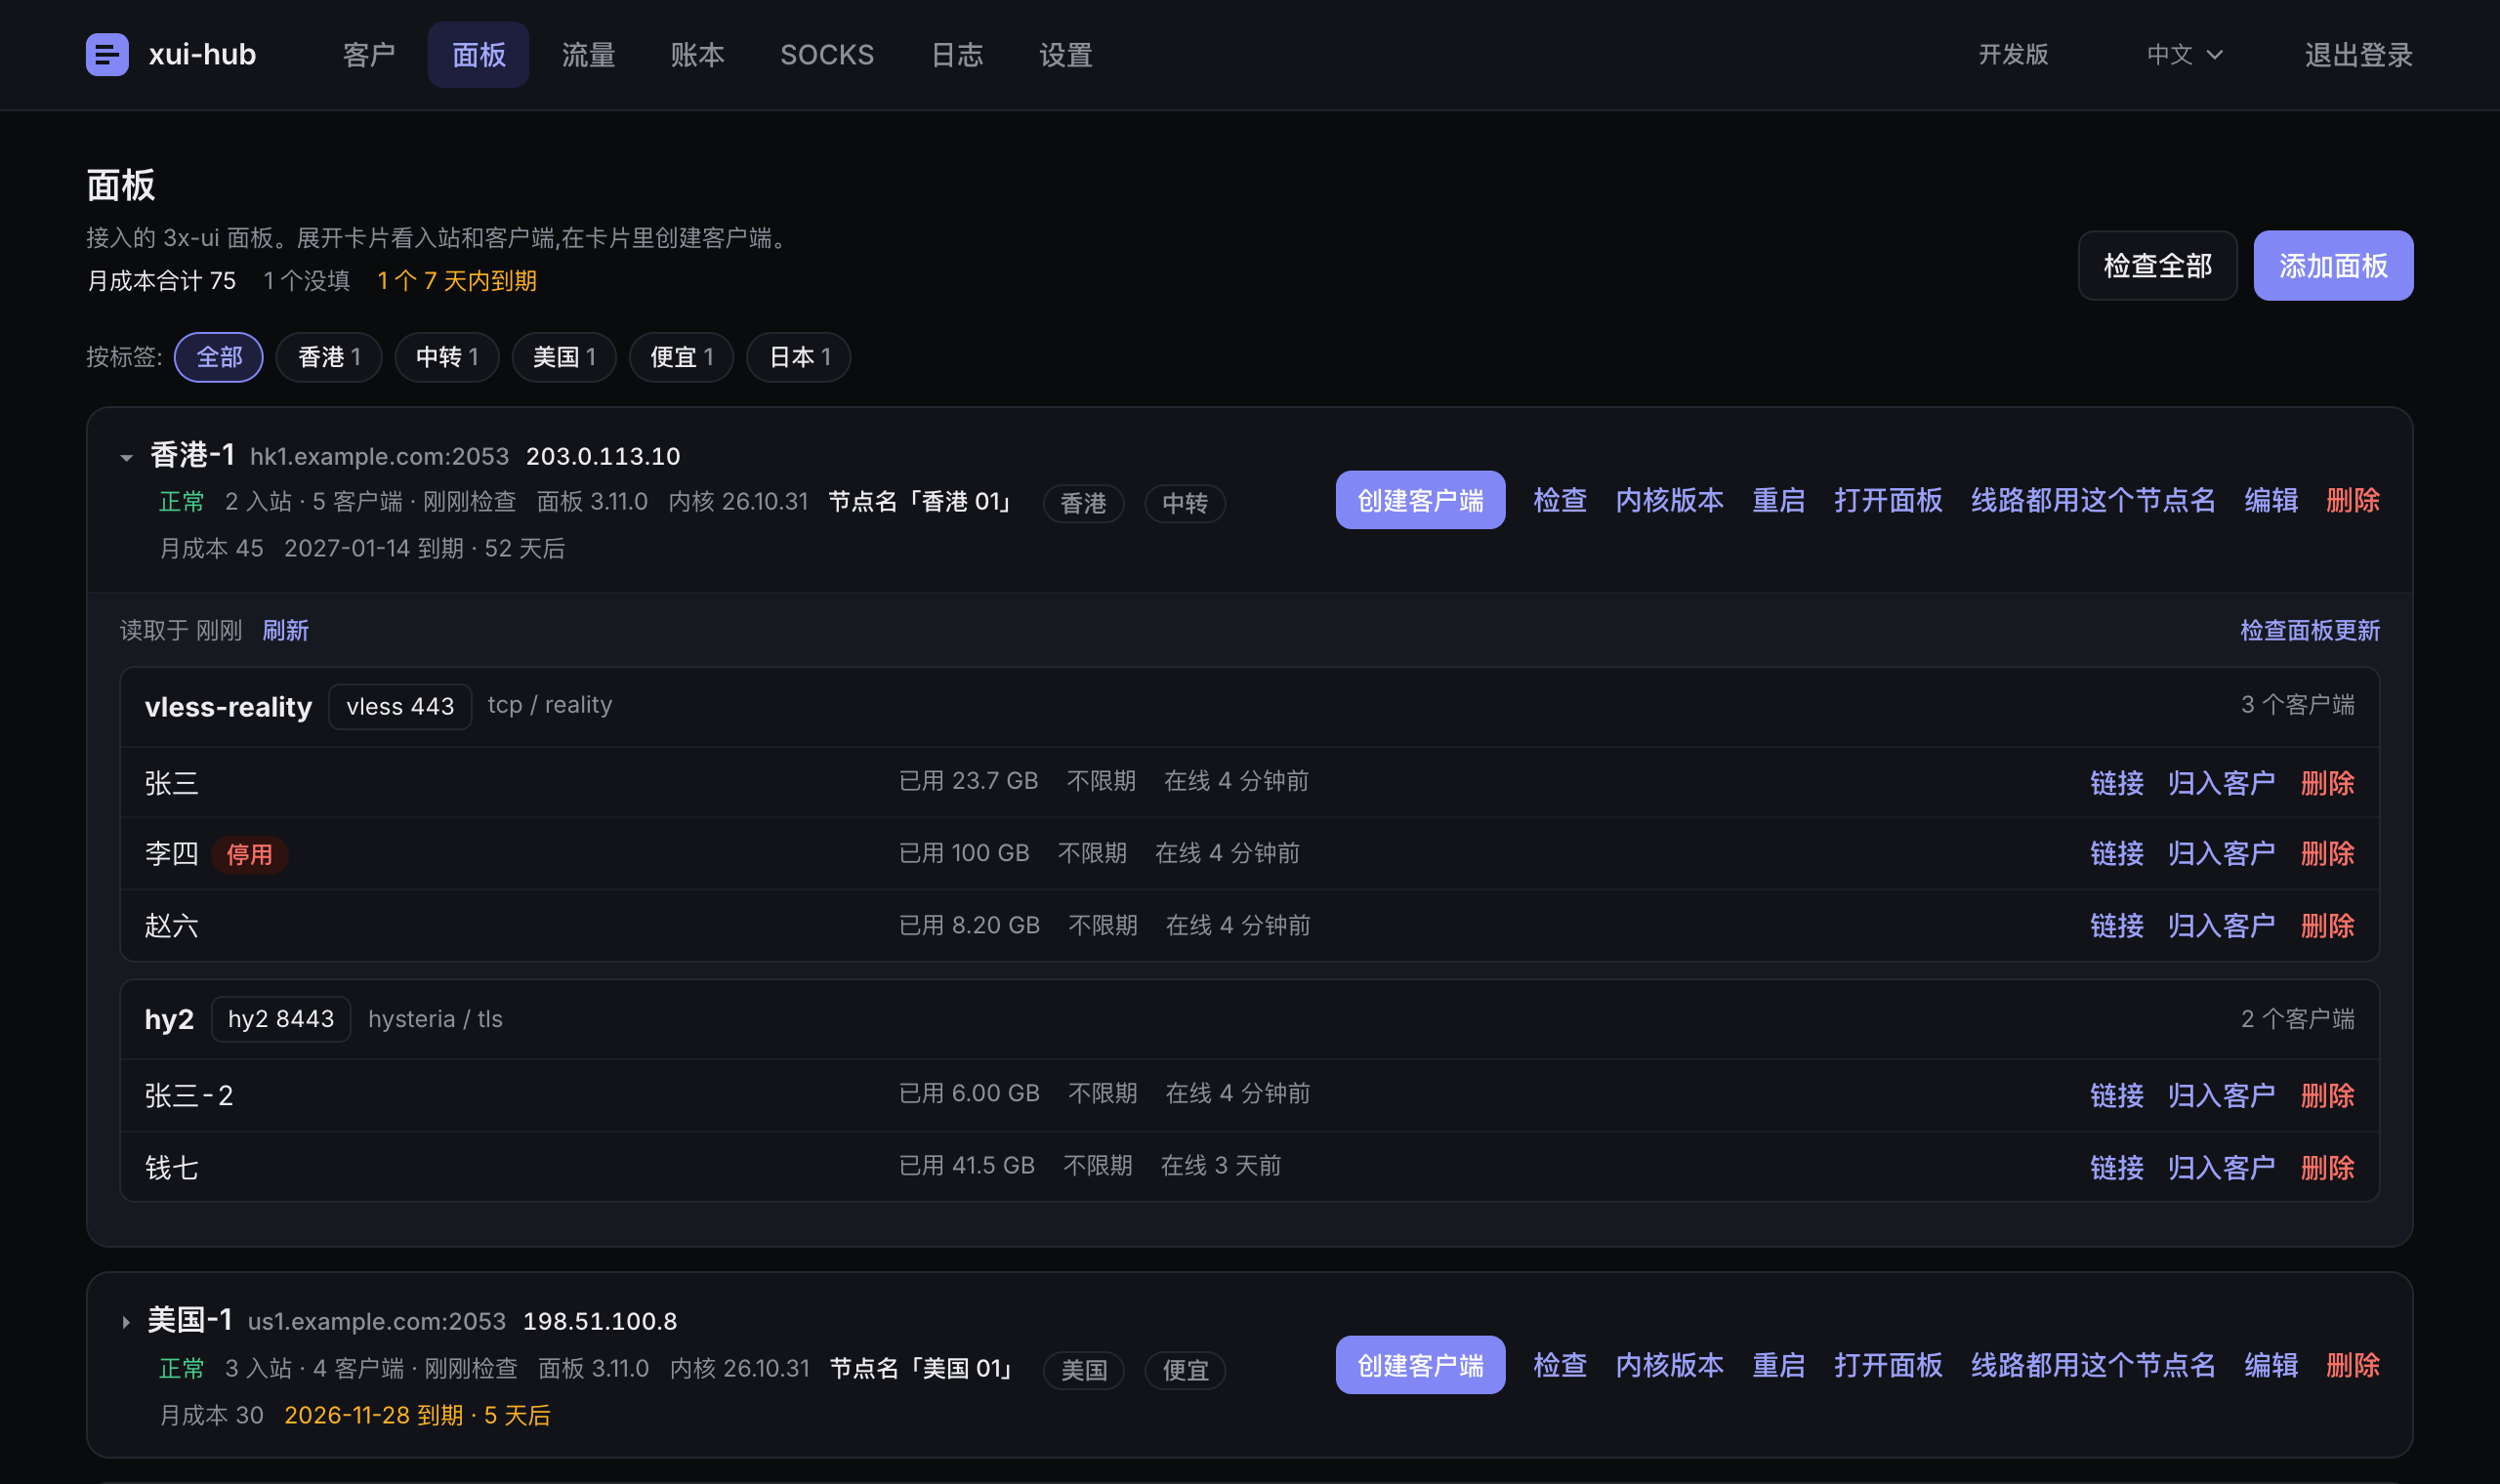 xui-hub 客户 面板 流量 账本 SOCKS 日志 设置 开发版 中文 退出登录
面板
接入的 3x-ui 面板。展开卡片看入站和客户端,在卡片里创建客户端。
月成本合计 75 1 个没填 1 个 7 天内到期
检查全部 添加面板
按标签: 全部 香港 1 中转 1 美国 1 便宜 1 日本 1
香港-1 hk1.example.com:2053 203.0.113.10
正常 2 入站 · 5 客户端 · 刚刚检查 面板 3.11.0 内核 26.10.31 节点名「香港 01」 香港 中转
创建客户端 检查 内核版本 重启 打开面板 线路都用这个节点名 编辑 删除
月成本 45 2027-01-14 到期 · 52 天后
读取于 刚刚 刷新 检查面板更新
vless-reality vless 443 tcp / reality 3 个客户端
张三 已用 23.7 GB 不限期 在线 4 分钟前 链接 归入客户 删除
李四 停用 已用 100 GB 不限期 在线 4 分钟前 链接 归入客户 删除
赵六 已用 8.20 GB 不限期 在线 4 分钟前 链接 归入客户 删除
hy2 hy2 8443 hysteria / tls 2 个客户端
张三-2 已用 6.00 GB 不限期 在线 4 分钟前 链接 归入客户 删除
钱七 已用 41.5 GB 不限期 在线 3 天前 链接 归入客户 删除
美国-1 us1.example.com:2053 198.51.100.8
正常 3 入站 · 4 客户端 · 刚刚检查 面板 3.11.0 内核 26.10.31 节点名「美国 01」 美国 便宜
创建客户端 检查 内核版本 重启 打开面板 线路都用这个节点名 编辑 删除
月成本 30 2026-11-28 到期 · 5 天后